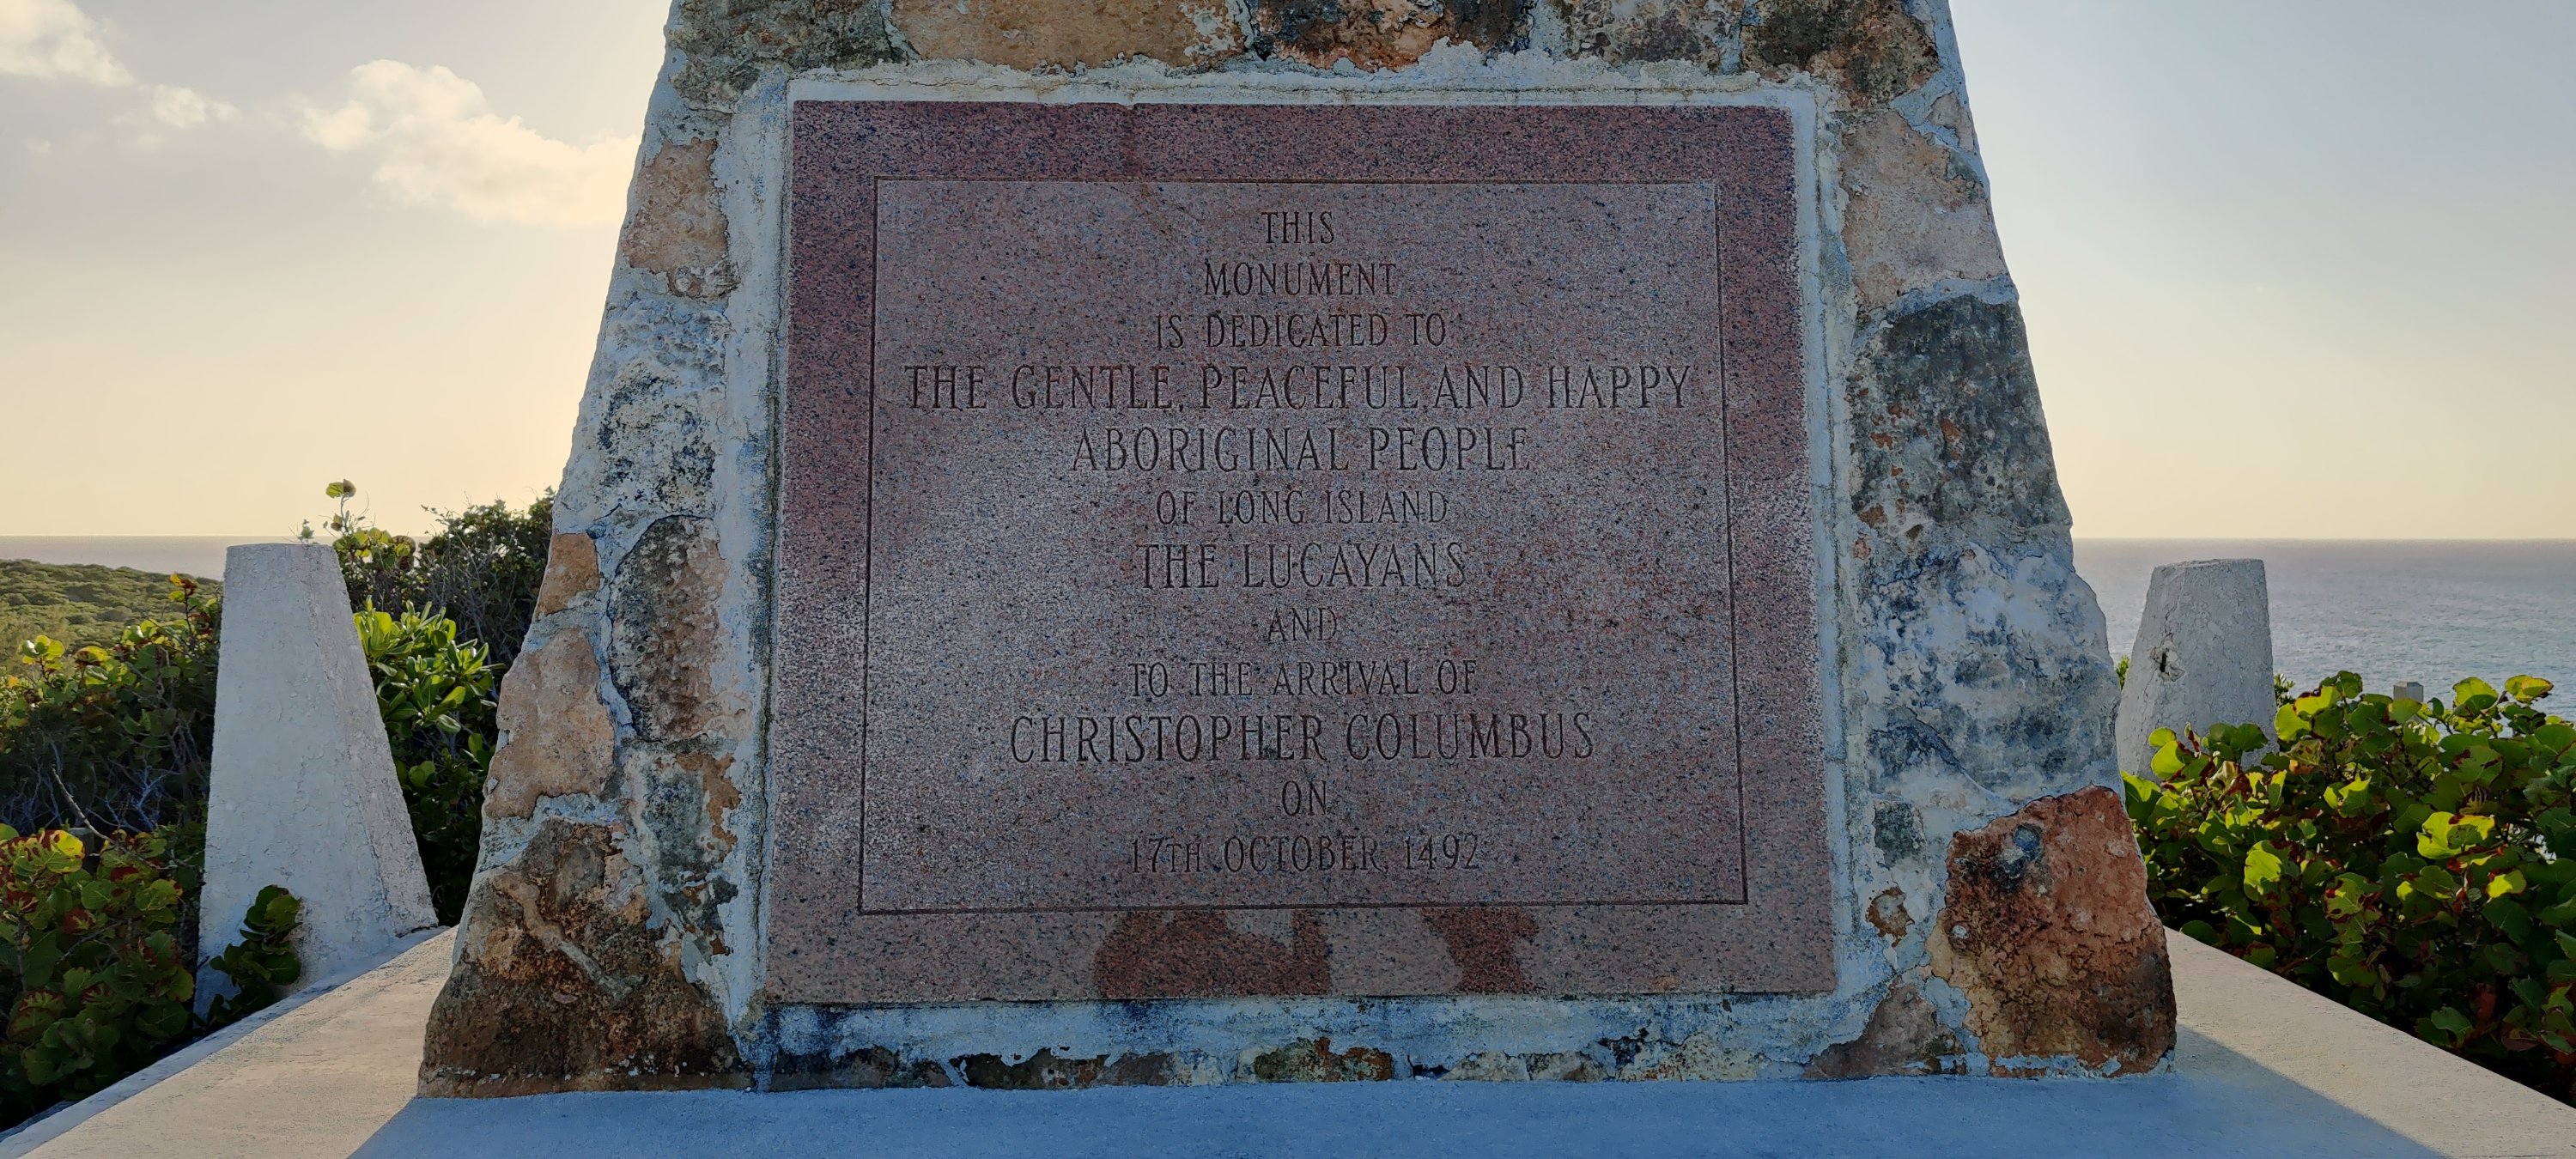 THIS
MONUMENT
IS DEDICATED TO
THE GENTLE, PEACEFUL, AND HAPPY
ABORIGINAL PEOPLE
OF LONG ISLAND
THE LUCAYANS
AND
TO THE ARRIVAL OF
CHRISTOPHER COLUMBUS
ON
17TH OCTOBER, 1492